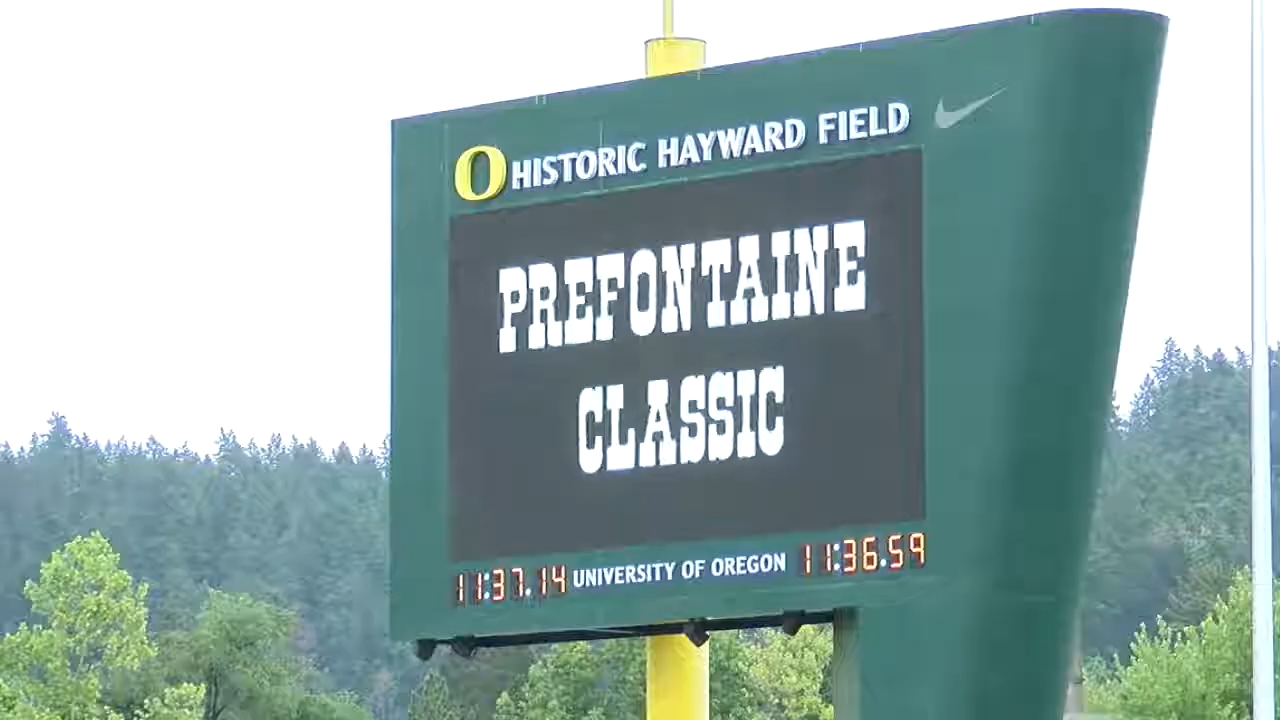 O HISTORIC HAYWARD FIELD
PREFONTAINE
CLASSIC
11:37.14 UNIVERSITY OF OREGON 11:36.59